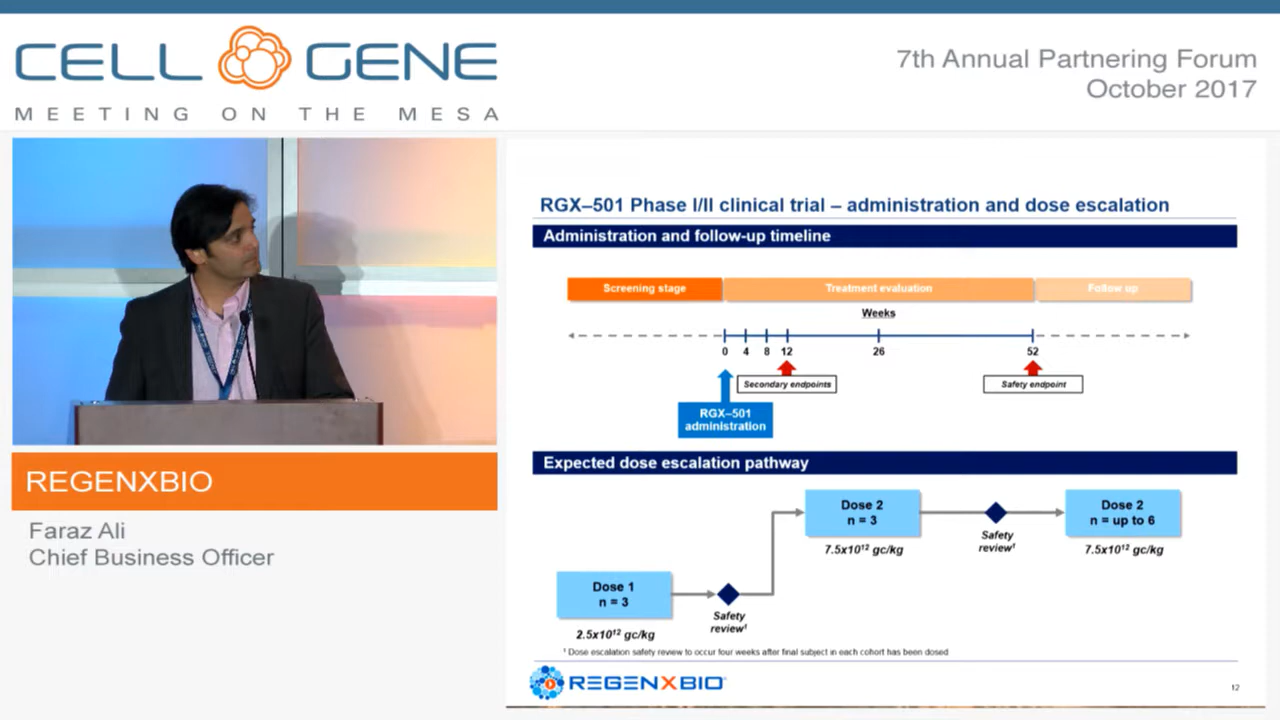 CELL GENE
MEETING ON THE MESA
7th Annual Partnering Forum
October 2017
REGENXBIO
Faraz Ali
Chief Business Officer
RGX–501 Phase I/II clinical trial – administration and dose escalation
Administration and follow-up timeline
Screening stage
Treatment evaluation
Follow up
Weeks
0 4 8 12 26 52
Secondary endpoints
Safety endpoint
RGX–501
administration
Expected dose escalation pathway
Dose 2
n = 3
7.5x10¹² gc/kg
Safety
review¹
Dose 2
n = up to 6
7.5x10¹² gc/kg
Dose 1
n = 3
2.5x10¹² gc/kg
Safety
review¹
¹ Dose escalation safety review to occur four weeks after final subject in each cohort has been dosed
REGENXBIO
12